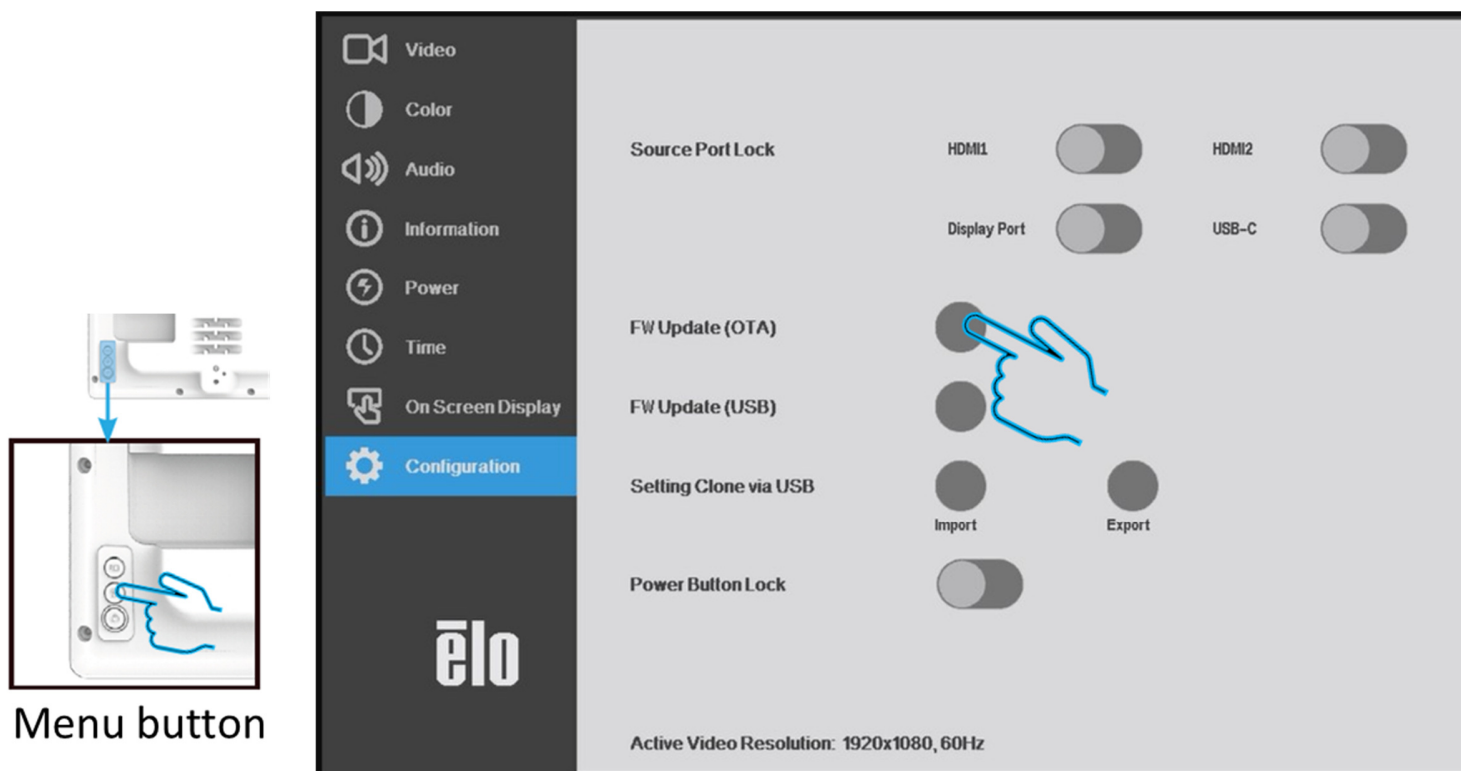 Video
Color
Audio
Information
Power
Time
On Screen Display
Configuration
ēlo
Source Port Lock
HDMI1
HDMI2
Display Port
USB-C
FW Update (OTA)
FW Update (USB)
Setting Clone via USB
Import
Export
Power Button Lock
Active Video Resolution: 1920x1080, 60Hz
Menu button